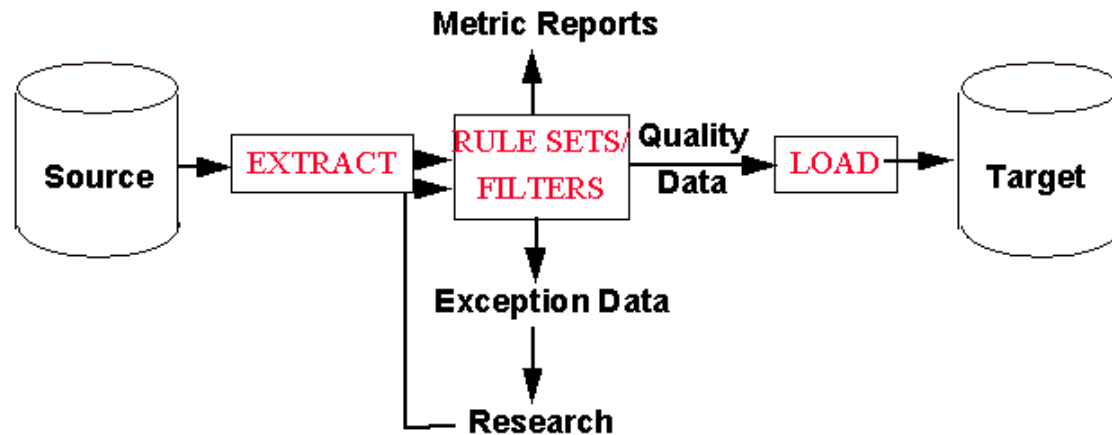 Metric Reports
Source
EXTRACT
RULE SETS/
FILTERS
Quality
Data
LOAD
Target
Exception Data
Research